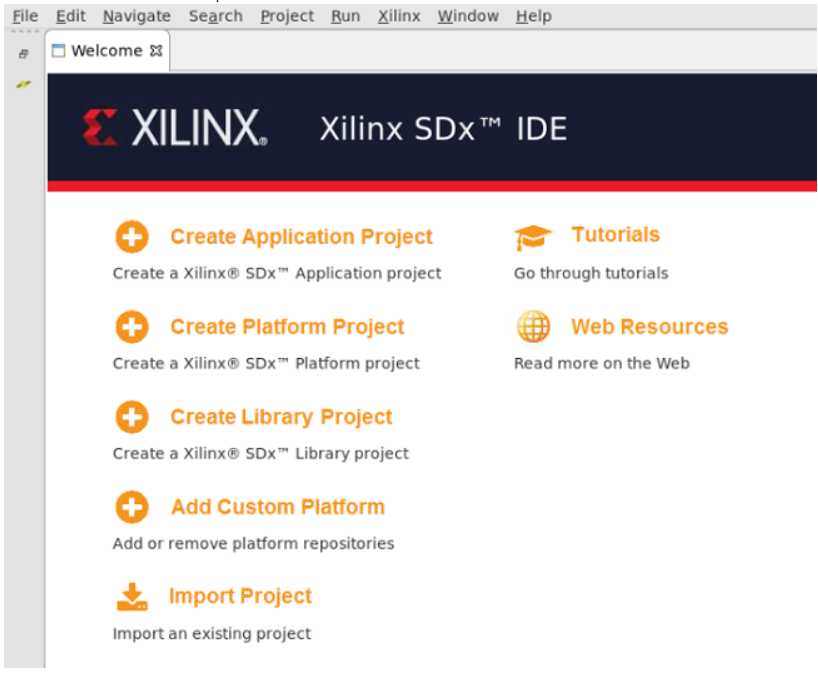 File Edit Navigate Search Project Run Xilinx Window Help
Welcome
XILINX® Xilinx SDx™ IDE
Create Application Project
Create a Xilinx® SDx™ Application project
Create Platform Project
Create a Xilinx® SDx™ Platform project
Create Library Project
Create a Xilinx® SDx™ Library project
Add Custom Platform
Add or remove platform repositories
Import Project
Import an existing project
Tutorials
Go through tutorials
Web Resources
Read more on the Web